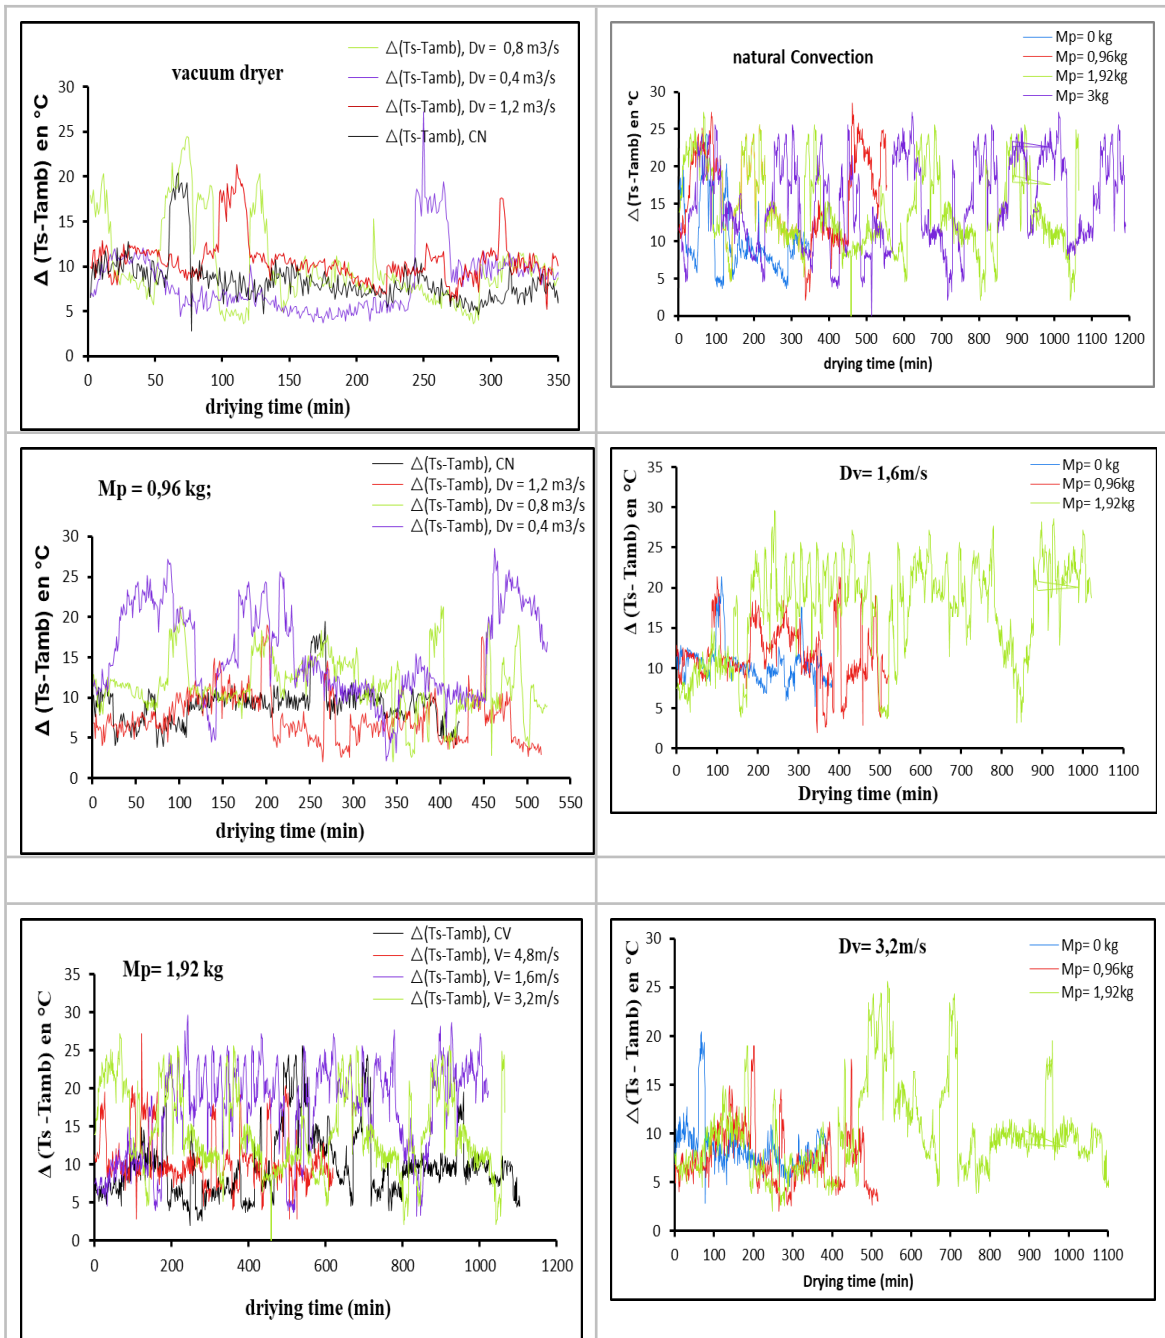 vacuum dryer
△(Ts-Tamb), Dv = 0,8 m3/s
△(Ts-Tamb), Dv = 0,4 m3/s
△(Ts-Tamb), Dv = 1,2 m3/s
△(Ts-Tamb), CN
Δ (Ts-Tamb) en °C
30
25
20
15
10
5
0
0 50 100 150 200 250 300 350
driying time (min)
natural Convection
Mp= 0 kg
Mp= 0,96kg
Mp= 1,92kg
Mp= 3kg
△(Ts-Tamb) en °C
30
25
20
15
10
5
0
0 100 200 300 400 500 600 700 800 900 1000 1100 1200
drying time (min)
Mp = 0,96 kg;
△(Ts-Tamb), CN
△(Ts-Tamb), Dv = 1,2 m3/s
△(Ts-Tamb), Dv = 0,8 m3/s
△(Ts-Tamb), Dv = 0,4 m3/s
Δ (Ts-Tamb) en °C
30
25
20
15
10
5
0
0 50 100 150 200 250 300 350 400 450 500 550
driying time (min)
Dv= 1,6m/s
Mp= 0 kg
Mp= 0,96kg
Mp= 1,92kg
Δ (Ts- Tamb) en °C
35
30
25
20
15
10
5
0
0 100 200 300 400 500 600 700 800 900 1000 1100
Drying time (min)
Mp= 1,92 kg
△(Ts-Tamb), CV
△(Ts-Tamb), V= 4,8m/s
△(Ts-Tamb), V= 1,6m/s
△(Ts-Tamb), V= 3,2m/s
Δ (Ts -Tamb) en °C
35
30
25
20
15
10
5
0
0 200 400 600 800 1000 1200
driying time (min)
Dv= 3,2m/s
Mp= 0 kg
Mp= 0,96kg
Mp= 1,92kg
△(Ts - Tamb) en °C
30
25
20
15
10
5
0
0 100 200 300 400 500 600 700 800 900 1000 1100
Drying time (min)